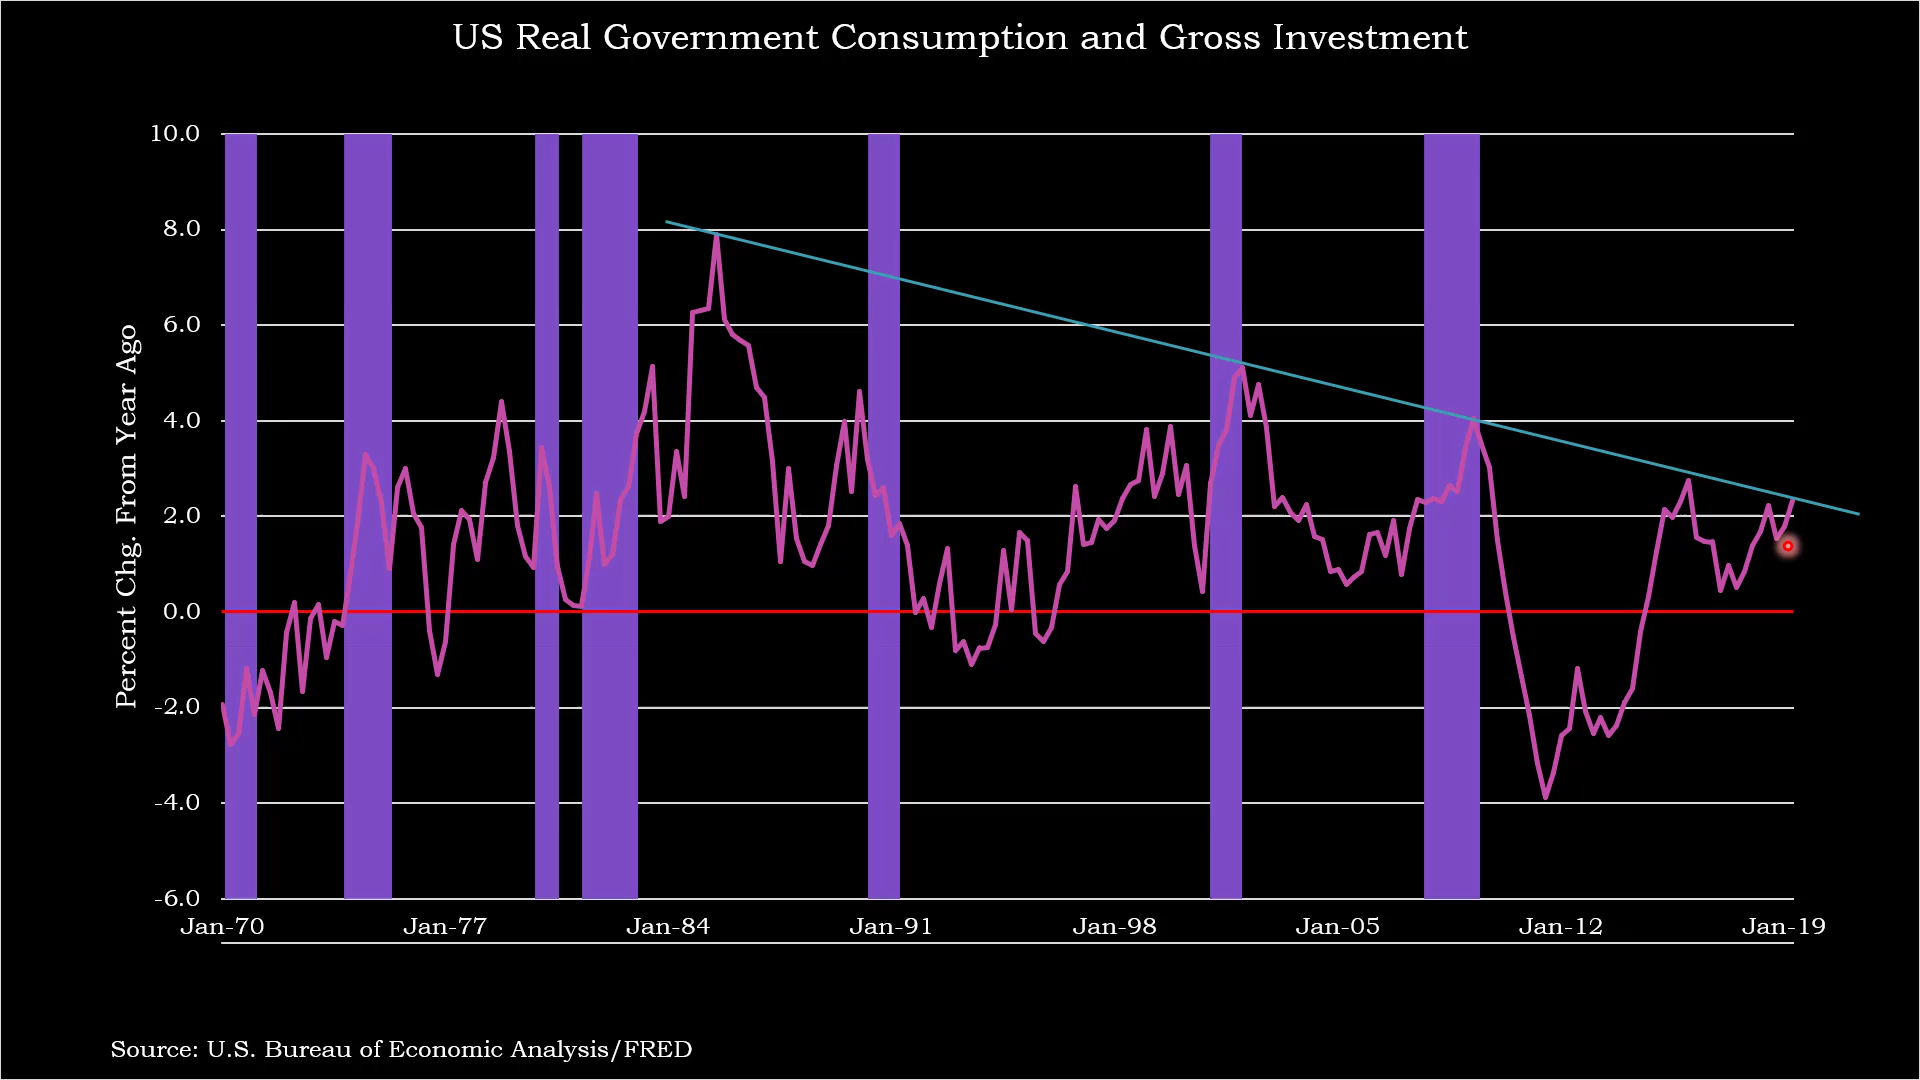 US Real Government Consumption and Gross Investment
Percent Chg. From Year Ago
10.0
8.0
6.0
4.0
2.0
0.0
-2.0
-4.0
-6.0
Jan-70 Jan-77 Jan-84 Jan-91 Jan-98 Jan-05 Jan-12 Jan-19
Source: U.S. Bureau of Economic Analysis/FRED